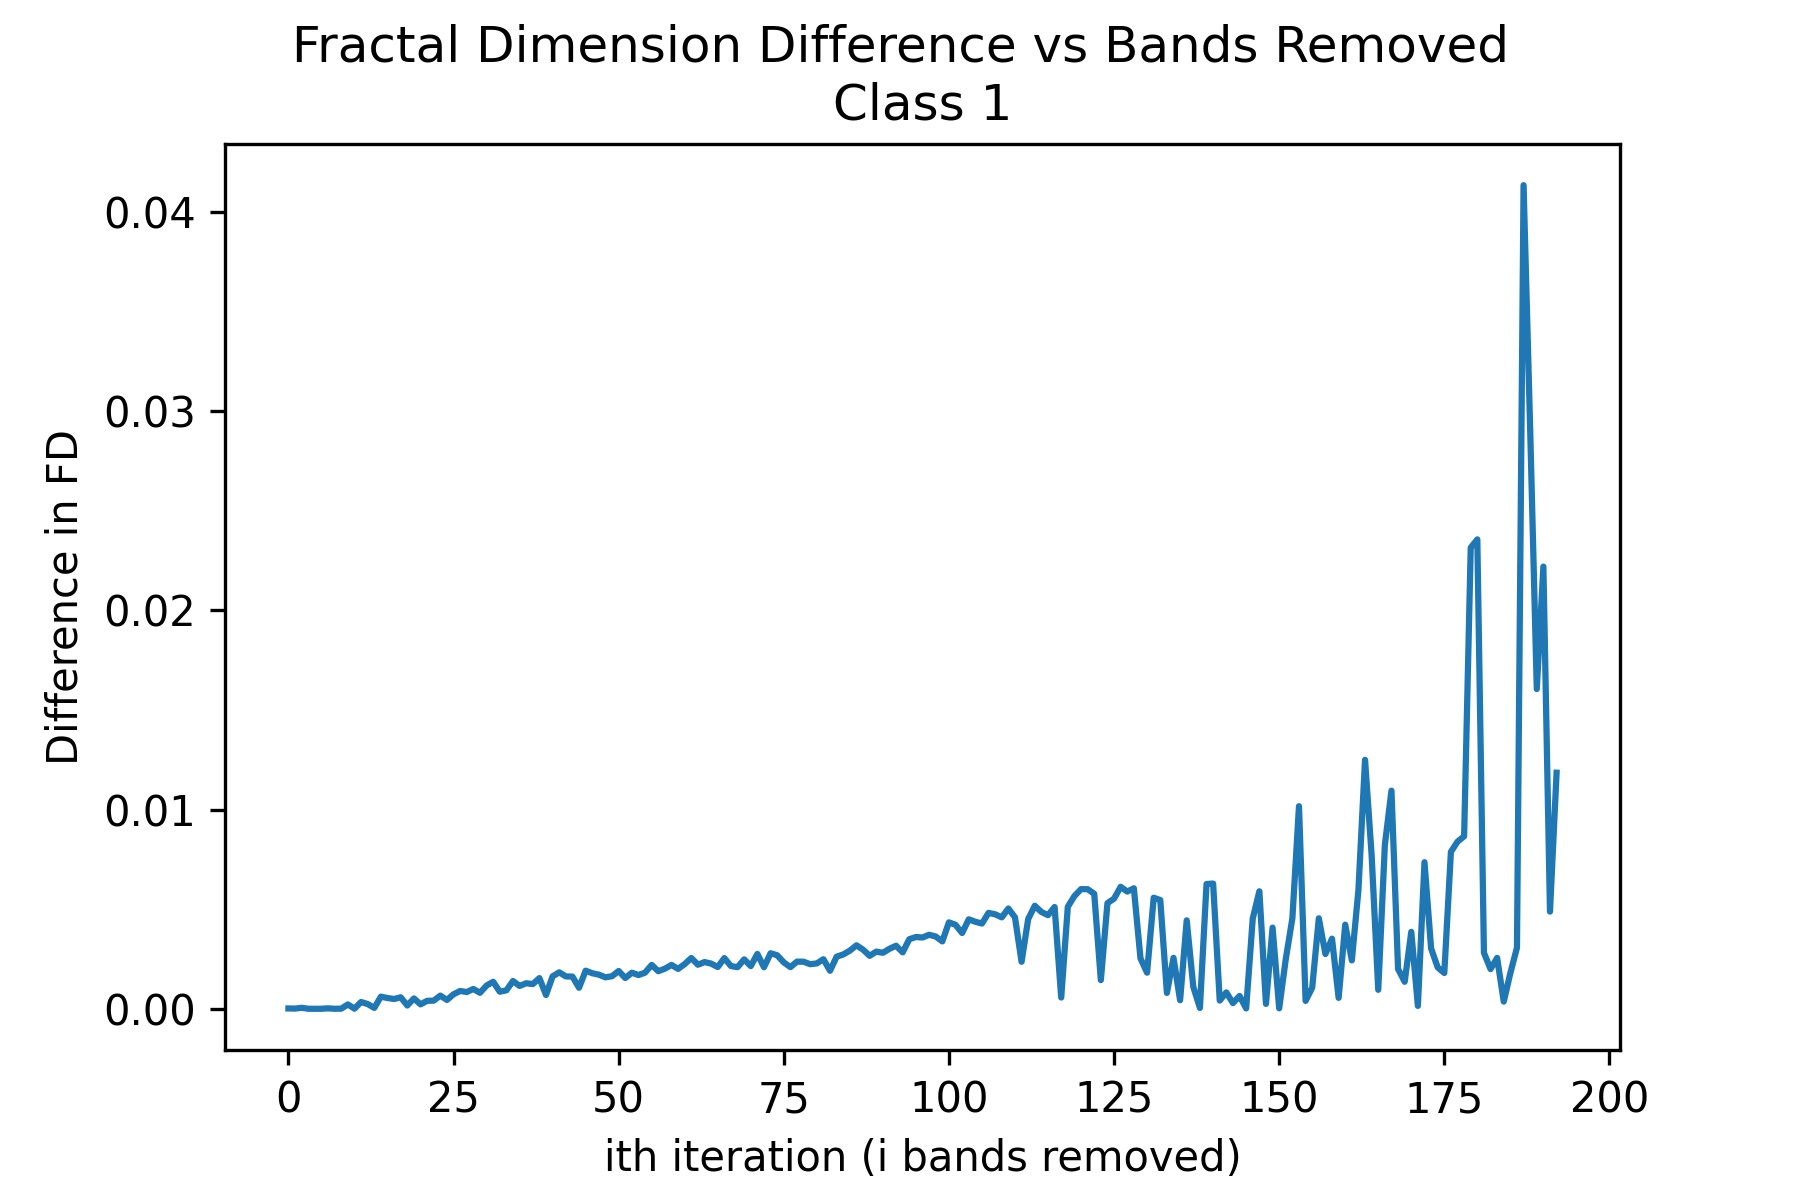 Fractal Dimension Difference vs Bands Removed
Class 1
Difference in FD
0.04
0.03
0.02
0.01
0.00
0 25 50 75 100 125 150 175 200
ith iteration (i bands removed)